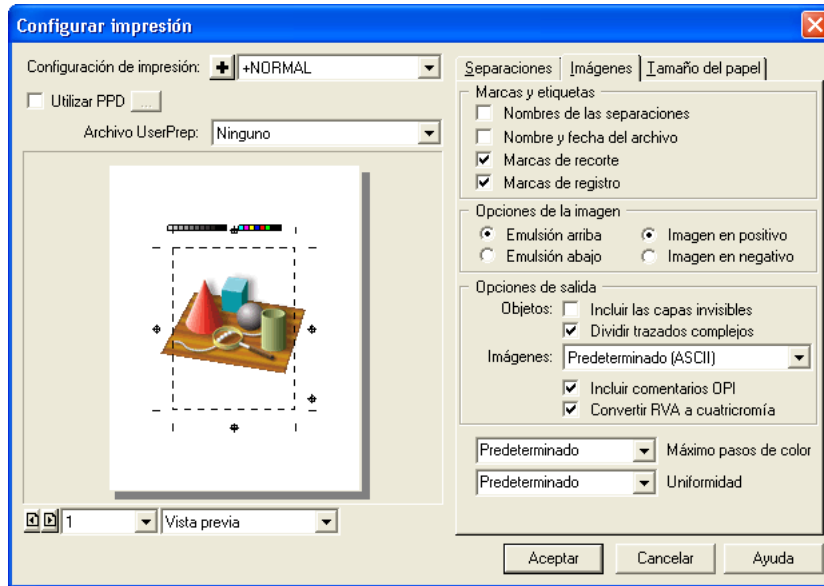 Configurar impresión
Configuración de impresión: +NORMAL
Utilizar PPD ...
Archivo UserPrep: Ninguno
1 Vista previa
Separaciones Imágenes Tamaño del papel
Marcas y etiquetas
Nombres de las separaciones
Nombre y fecha del archivo
Marcas de recorte
Marcas de registro
Opciones de la imagen
Emulsión arriba Imagen en positivo
Emulsión abajo Imagen en negativo
Opciones de salida
Objetos: Incluir las capas invisibles
Dividir trazados complejos
Imágenes: Predeterminado (ASCII)
Incluir comentarios OPI
Convertir RVA a cuatricromía
Predeterminado Máximo pasos de color
Predeterminado Uniformidad
Aceptar Cancelar Ayuda